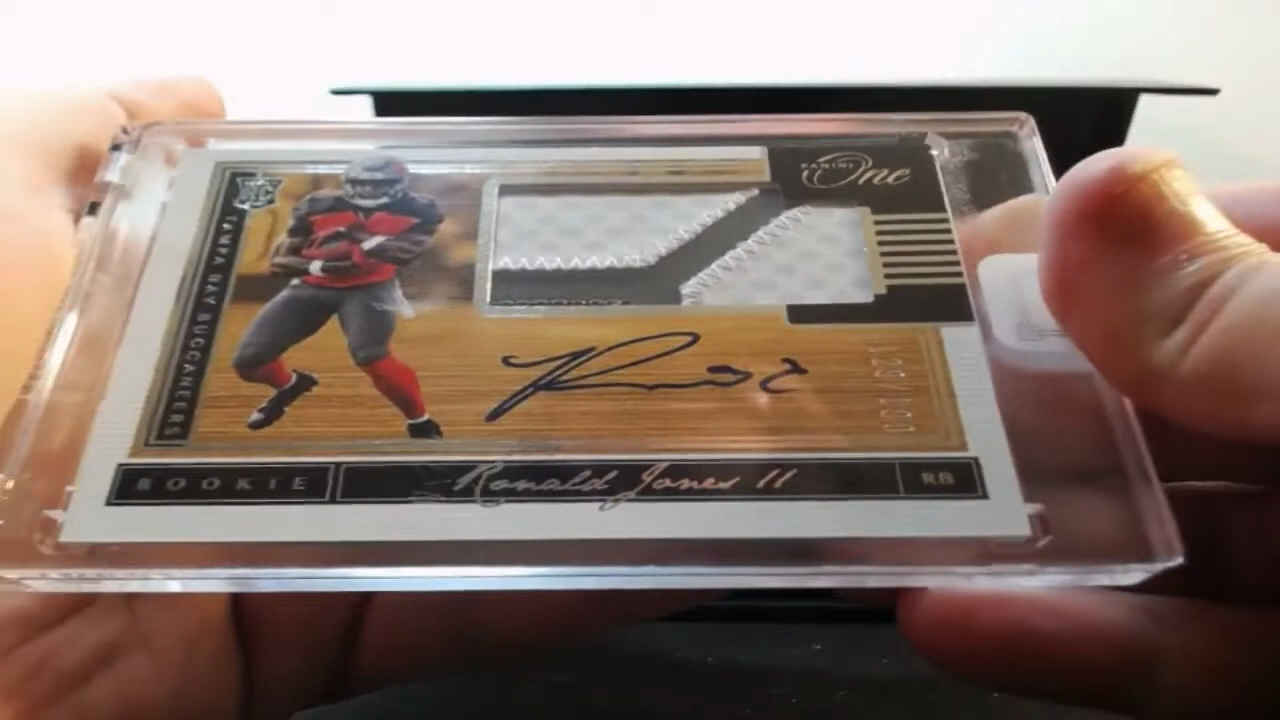 PANINI
One
RC
TAMPA BAY BUCCANEERS
ROOKIE
Ronald Jones II
RB